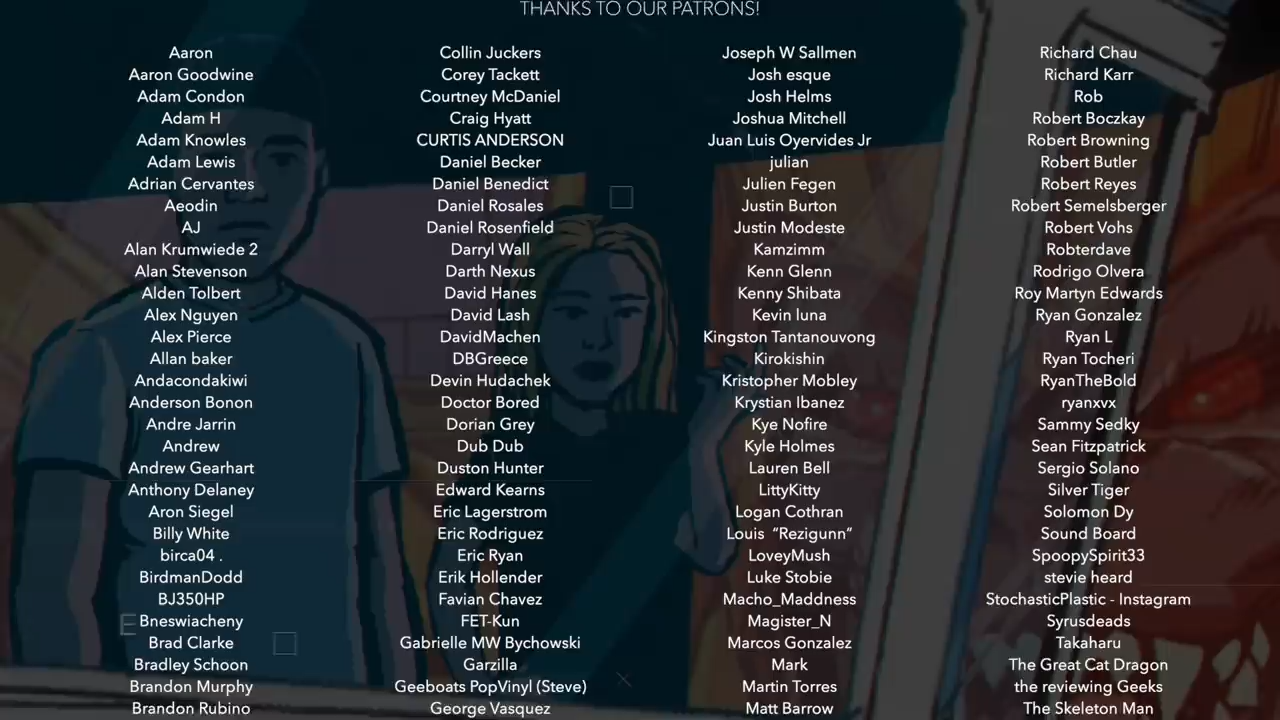 THANKS TO OUR PATRONS!
Aaron
Aaron Goodwine
Adam Condon
Adam H
Adam Knowles
Adam Lewis
Adrian Cervantes
Aeodin
AJ
Alan Krumwiede 2
Alan Stevenson
Alden Tolbert
Alex Nguyen
Alex Pierce
Allan baker
Andacondakiwi
Anderson Bonon
Andre Jarrin
Andrew
Andrew Gearhart
Anthony Delaney
Aron Siegel
Billy White
birca04 .
BirdmanDodd
BJ350HP
Bneswiacheny
Brad Clarke
Bradley Schoon
Brandon Murphy
Brandon Rubino
Collin Juckers
Corey Tackett
Courtney McDaniel
Craig Hyatt
CURTIS ANDERSON
Daniel Becker
Daniel Benedict
Daniel Rosales
Daniel Rosenfield
Darryl Wall
Darth Nexus
David Hanes
David Lash
DavidMachen
DBGreece
Devin Hudachek
Doctor Bored
Dorian Grey
Dub Dub
Duston Hunter
Edward Kearns
Eric Lagerstrom
Eric Rodriguez
Eric Ryan
Erik Hollender
Favian Chavez
FET-Kun
Gabrielle MW Bychowski
Garzilla
Geeboats PopVinyl (Steve)
George Vasquez
Joseph W Sallmen
Josh esque
Josh Helms
Joshua Mitchell
Juan Luis Oyervides Jr
julian
Julien Fegen
Justin Burton
Justin Modeste
Kamzimm
Kenn Glenn
Kenny Shibata
Kevin luna
Kingston Tantanouvong
Kirokishin
Kristopher Mobley
Krystian Ibanez
Kye Nofire
Kyle Holmes
Lauren Bell
LittyKitty
Logan Cothran
Louis “Rezigunn”
LoveyMush
Luke Stobie
Macho_Maddness
Magister_N
Marcos Gonzalez
Mark
Martin Torres
Matt Barrow
Richard Chau
Richard Karr
Rob
Robert Boczkay
Robert Browning
Robert Butler
Robert Reyes
Robert Semelsberger
Robert Vohs
Robterdave
Rodrigo Olvera
Roy Martyn Edwards
Ryan Gonzalez
Ryan L
Ryan Tocheri
RyanTheBold
ryanxvx
Sammy Sedky
Sean Fitzpatrick
Sergio Solano
Silver Tiger
Solomon Dy
Sound Board
SpoopySpirit33
stevie heard
StochasticPlastic - Instagram
Syrusdeads
Takaharu
The Great Cat Dragon
the reviewing Geeks
The Skeleton Man